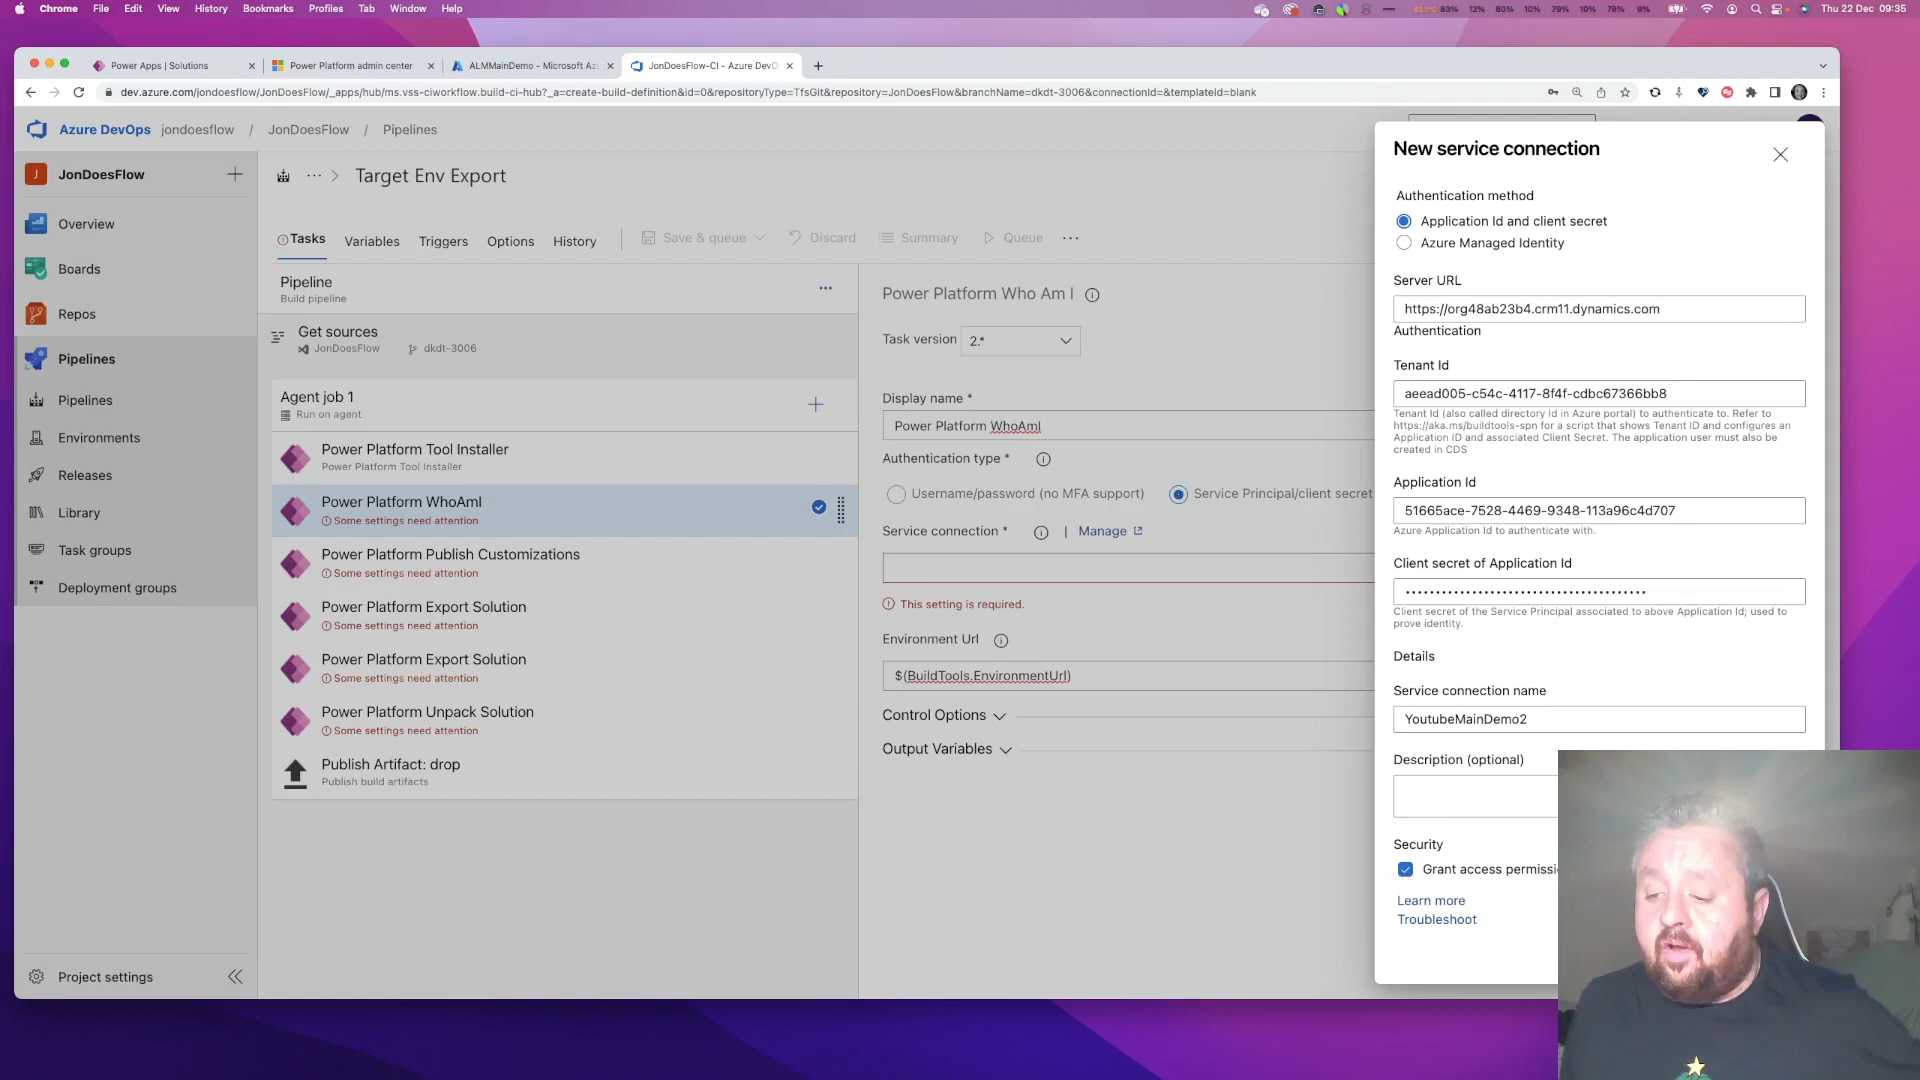 Chrome File Edit View History Bookmarks Profiles Tab Window Help
83% 12% 80% 10% 79% 10% 78% 9% Thu 22 Dec 09:35
Power Apps | Solutions
Power Platform admin center
ALMMainDemo - Microsoft Az
JonDoesFlow-CI - Azure DevO
dev.azure.com/jondoesflow/JonDoesFlow/_apps/hub/ms.vss-ciworkflow.build-ci-hub?_a=create-build-definition&id=0&repositoryType=TfsGit&repository=JonDoesFlow&branchName=dkdt-3006&connectionId=&templateId=blank
Azure DevOps jondoesflow / JonDoesFlow / Pipelines
J JonDoesFlow
Overview
Boards
Repos
Pipelines
Pipelines
Environments
Releases
Library
Task groups
Deployment groups
Project settings
... > Target Env Export
Tasks Variables Triggers Options History Save & queue Discard Summary Queue ...
Pipeline
Build pipeline
Get sources
JonDoesFlow dkdt-3006
Agent job 1
Run on agent
Power Platform Tool Installer
Power Platform Tool Installer
Power Platform WhoAmI
Some settings need attention
Power Platform Publish Customizations
Some settings need attention
Power Platform Export Solution
Some settings need attention
Power Platform Export Solution
Some settings need attention
Power Platform Unpack Solution
Some settings need attention
Publish Artifact: drop
Publish build artifacts
Power Platform Who Am I
Task version 2.*
Display name *
Power Platform WhoAmI
Authentication type *
Username/password (no MFA support) Service Principal/client secret
Service connection * | Manage
This setting is required.
Environment Url
$(BuildTools.EnvironmentUrl)
Control Options
Output Variables
New service connection
Authentication method
Application Id and client secret
Azure Managed Identity
Server URL
https://org48ab23b4.crm11.dynamics.com
Authentication
Tenant Id
aeead005-c54c-4117-8f4f-cdbc67366bb8
Tenant Id (also called directory Id in Azure portal) to authenticate to. Refer to
https://aka.ms/buildtools-spn for a script that shows Tenant ID and configures an
Application ID and associated Client Secret. The application user must also be
created in CDS
Application Id
51665ace-7528-4469-9348-113a96c4d707
Azure Application Id to authenticate with.
Client secret of Application Id
Client secret of the Service Principal associated to above Application Id; used to
prove identity.
Details
Service connection name
YoutubeMainDemo2
Description (optional)
Security
Grant access permissi
Learn more
Troubleshoot